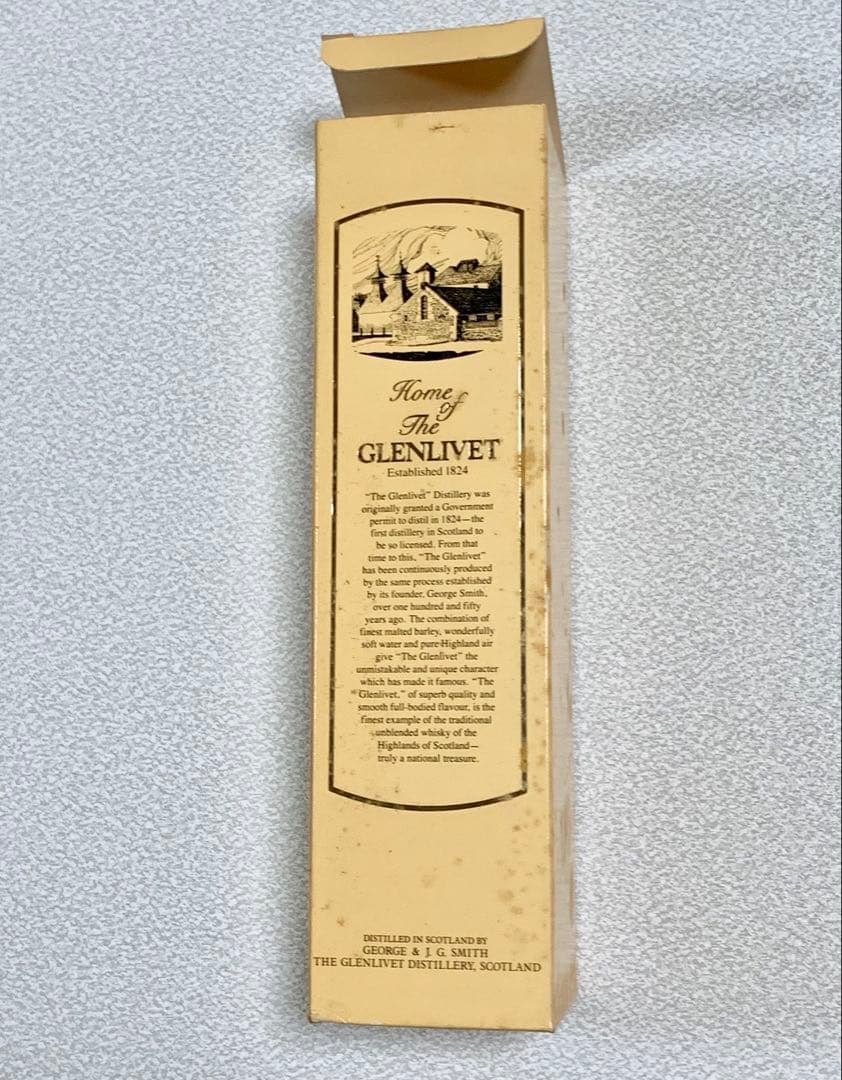 Home
of
The
GLENLIVET
Established 1824
"The Glenlivet" Distillery was
originally granted a Government
permit to distil in 1824—the
first distillery in Scotland to
be so licensed. From that
time to this, "The Glenlivet"
has been continuously produced
by the same process established
by its founder, George Smith,
over one hundred and fifty
years ago. The combination of
finest malted barley, wonderfully
soft water and pure Highland air
give "The Glenlivet" the
unmistakable and unique character
which has made it famous. "The
Glenlivet," of superb quality and
smooth full-bodied flavour, is the
finest example of the traditional
unblended whisky of the
Highlands of Scotland—
truly a national treasure.
DISTILLED IN SCOTLAND BY
GEORGE & J. G. SMITH
THE GLENLIVET DISTILLERY, SCOTLAND